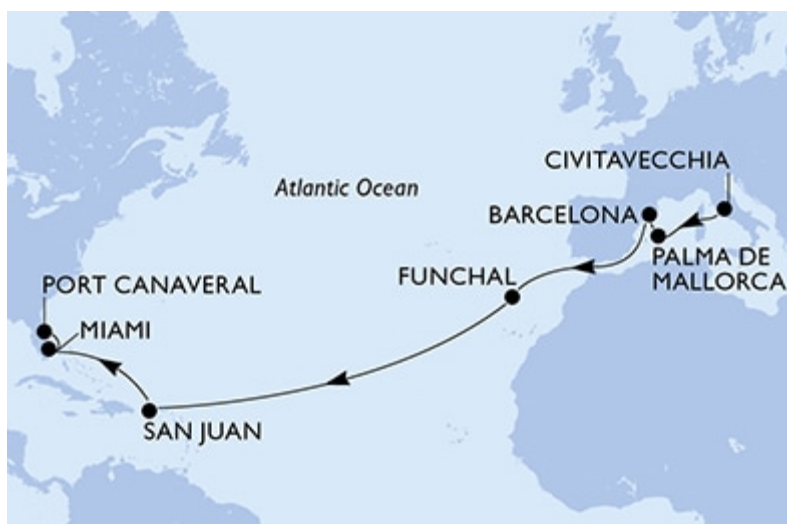 CIVITAVECCHIA
Atlantic Ocean
BARCELONA
PALMA DE
MALLORCA
FUNCHAL
PORT CANAVERAL
MIAMI
SAN JUAN